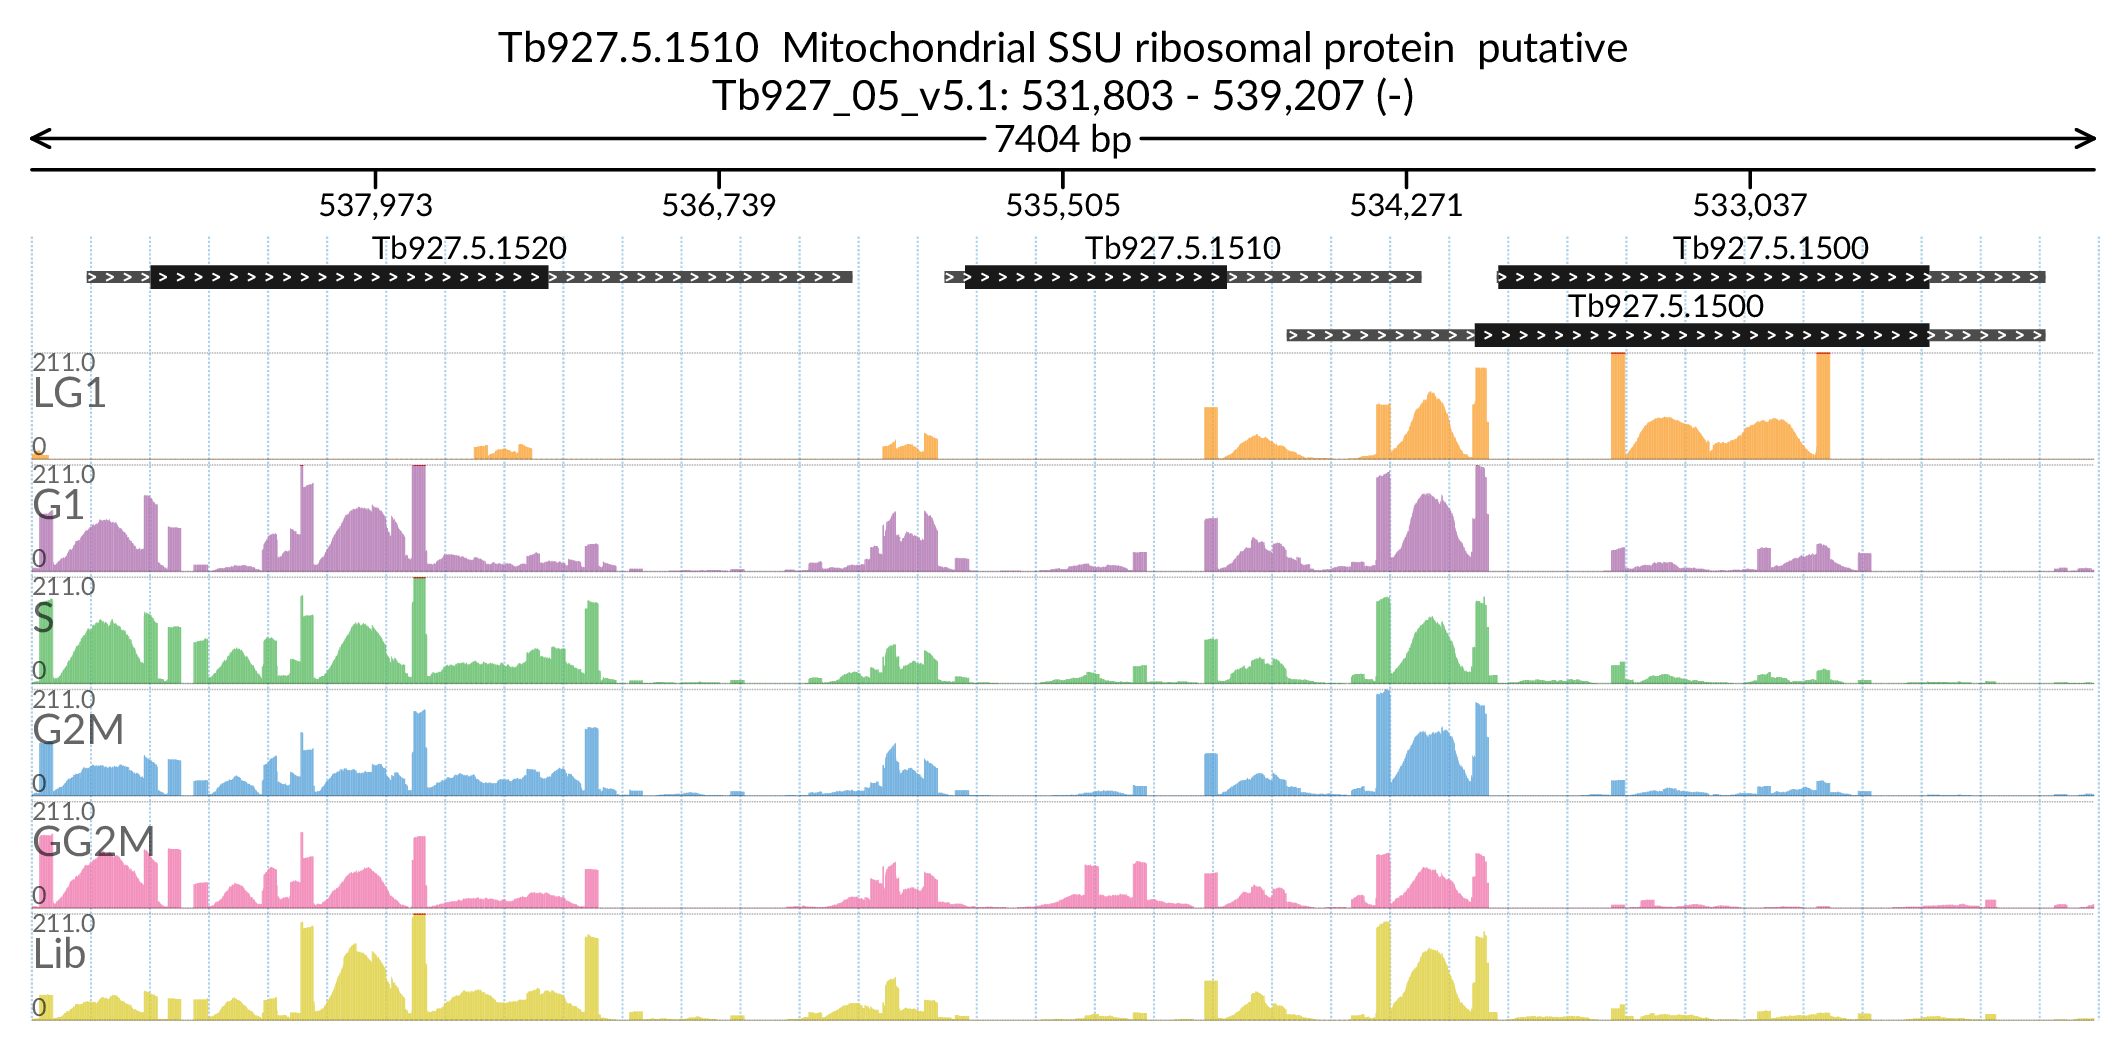 Tb927.5.1510  Mitochondrial SSU ribosomal protein  putative
Tb927_05_v5.1: 531,803 - 539,207 (-)
7404 bp
537,973 536,739 535,505 534,271 533,037
Tb927.5.1520 Tb927.5.1510 Tb927.5.1500
Tb927.5.1500
211.0
LG1
0
211.0
G1
0
211.0
S
0
211.0
G2M
0
211.0
GG2M
0
211.0
Lib
0